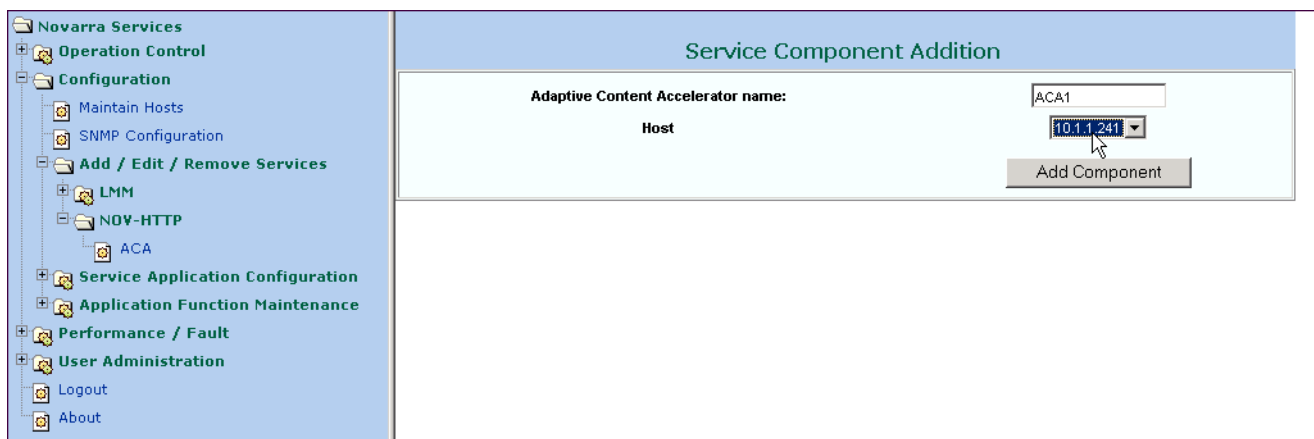 Novarra Services
Operation Control
Configuration
Maintain Hosts
SNMP Configuration
Add / Edit / Remove Services
LMM
NOV-HTTP
ACA
Service Application Configuration
Application Function Maintenance
Performance / Fault
User Administration
Logout
About
Service Component Addition
Adaptive Content Accelerator name:
ACA1
Host
10.1.1.241
Add Component